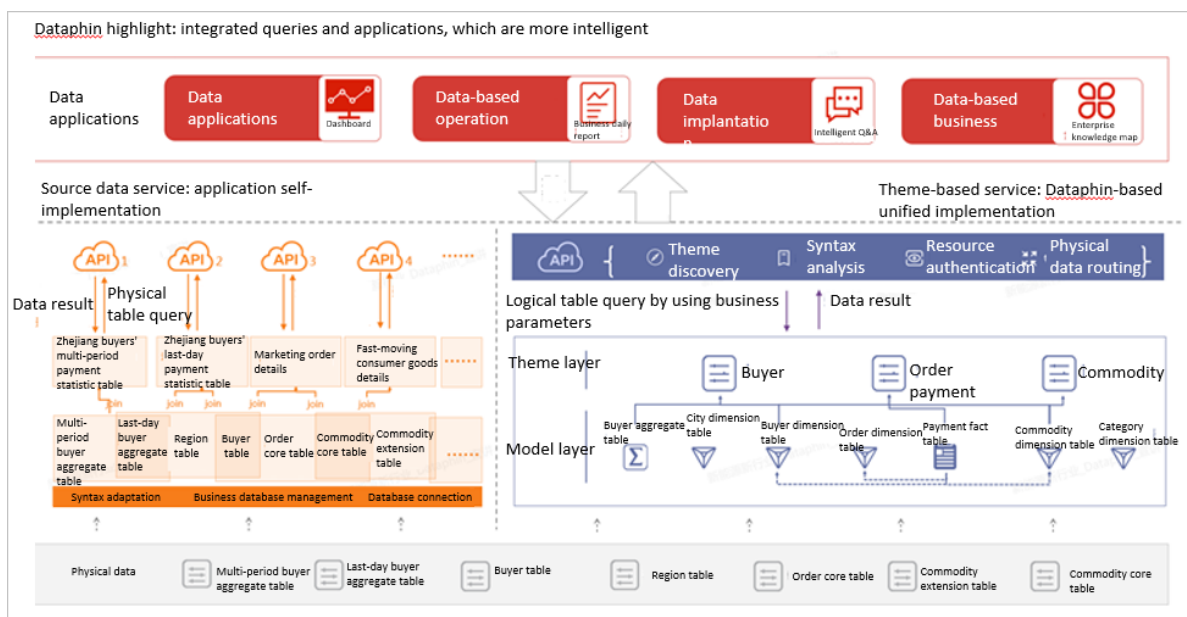 Dataphin highlight: integrated queries and applications, which are more intelligent
Data
applications
Data
applications
Dashboard
Data-based
operation
Business daily
report
Data
implantatio
Intelligent Q&A
Data-based
business
Enterprise
knowledge map
Source data service: application self-
implementation
Theme-based service: Dataphin-based
unified implementation
API 1
API 2
API 3
API 4
......
Data result
Physical
table query
Zhejiang buyers'
multi-period
payment
statistic table
Zhejiang buyers'
last-day
payment
statistic table
Marketing order
details
Fast-moving
consumer goods
details
......
join
join
join
join
join
join
Multi-
period
buyer
aggregate
table
Last-day
buyer
aggregate
table
Region
table
Buyer
table
Order
core table
Commodity
core table
Commodity
extension table
......
Syntax adaptation
Business database management
Database connection
API
{
Theme
discovery
Syntax
analysis
Resource
authentication
Physical
data routing
}
Logical table query by using business
parameters
Data result
Theme layer
Buyer
Order
payment
Commodity
Model layer
Buyer aggregate
table
City dimension
table
Buyer dimension
table
Order dimension
table
Payment fact
table
Commodity
dimension table
Category
dimension table
Σ
Physical data
Multi-period buyer
aggregate table
Last-day buyer
aggregate table
Buyer table
Region table
Order core table
Commodity
extension table
Commodity core
table